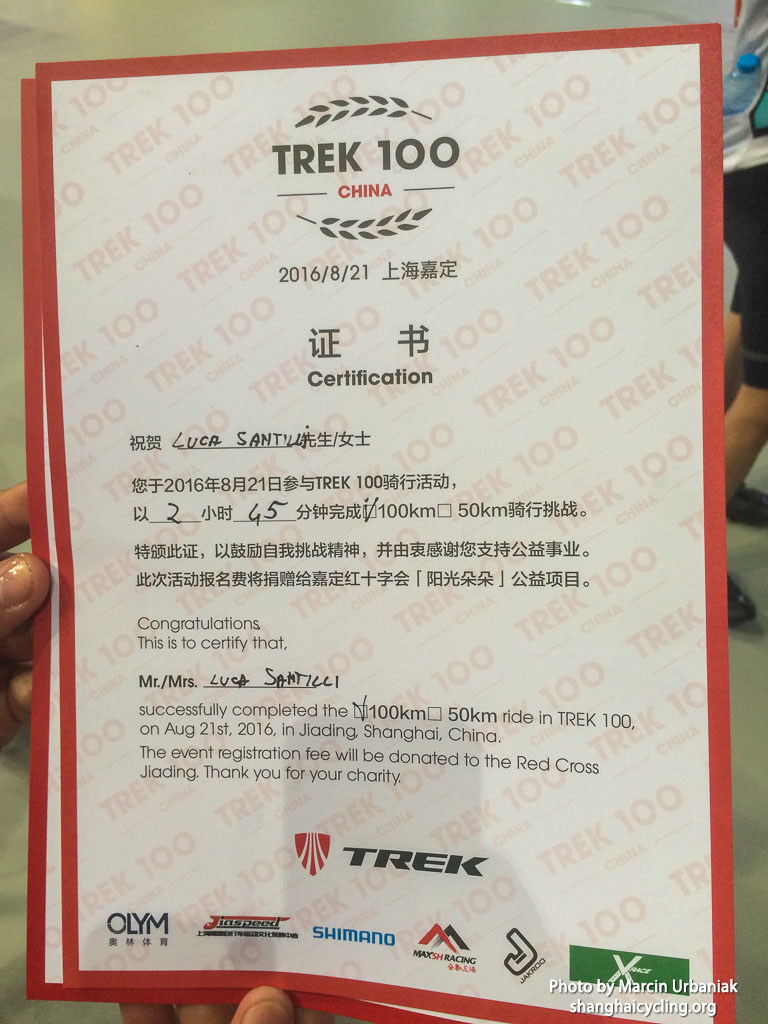 TREK 100
CHINA
2016/8/21 上海嘉定
证 书
Certification
祝贺 LUCA SANTILLI先生/女士
您于2016年8月21日参与TREK 100骑行活动，
以 2 小时 45 分钟完成☑100km□ 50km骑行挑战。
特颁此证，以鼓励自我挑战精神，并由衷感谢您支持公益事业。
此次活动报名费将捐赠给嘉定红十字会「阳光朵朵」公益项目。
Congratulations,
This is to certify that,
Mr./Mrs. LUCA SANTILLI
successfully completed the ☑100km□ 50km ride in TREK 100,
on Aug 21st, 2016, in Jiading, Shanghai, China.
The event registration fee will be donated to the Red Cross
Jiading. Thank you for your charity.
TREK
OLYM
奥林体育
Jiaspeed
SHIMANO
MAXSH RACING
JAKROO
XRACE
Photo by Marcin Urbaniak
shanghaicycling.org